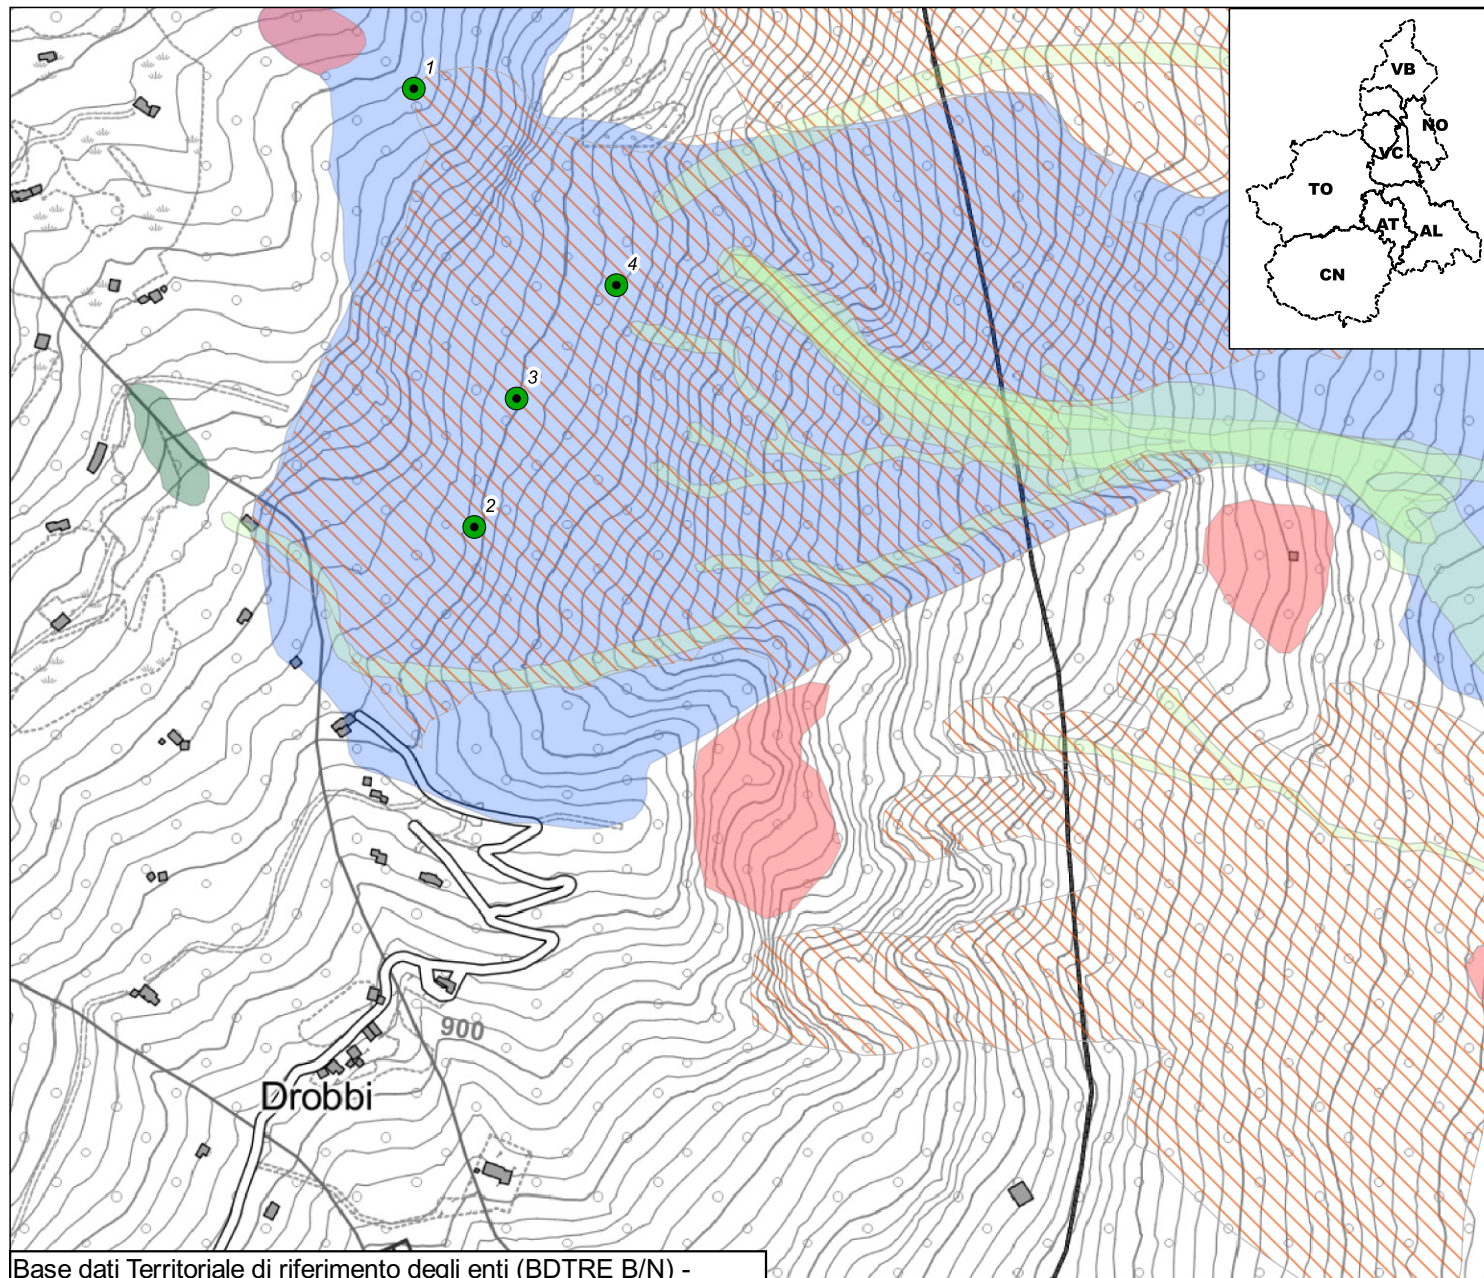 1
VB
NO
VC
TO
AT
AL
CN
4
3
2
900
Drobbi
Base dati Territoriale di riferimento degli enti (BDTRE B/N) -